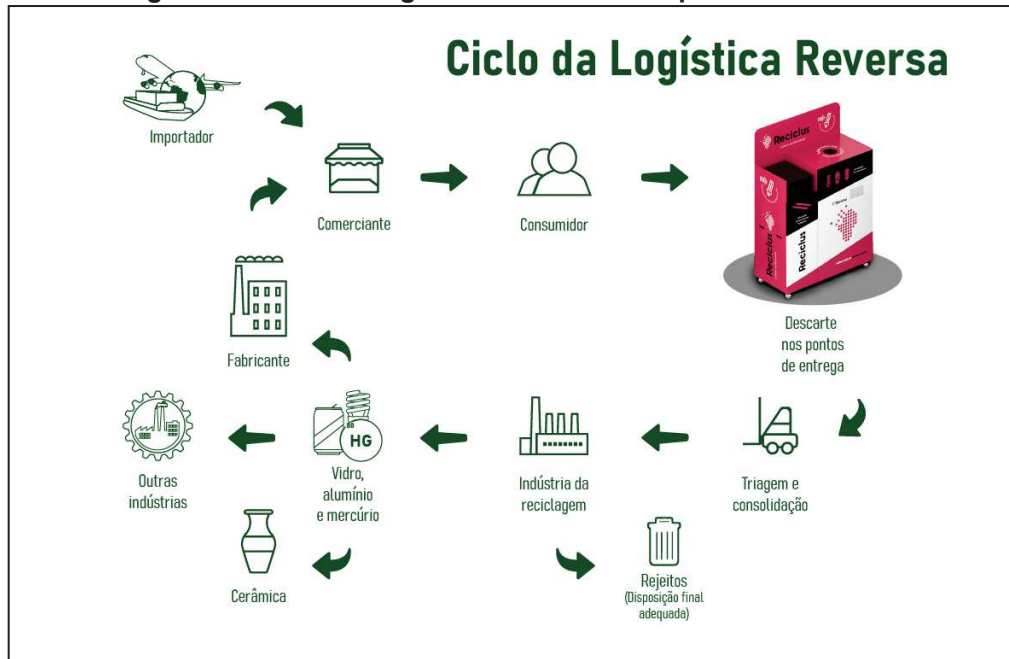 Ciclo da Logística Reversa
Importador
Comerciante
Consumidor
Reciclus
Reciclus
Reciclus
Descarte
nos pontos
de entrega
Fabricante
HG
Outras
indústrias
Vidro,
alumínio
e mercúrio
Indústria da
reciclagem
Triagem e
consolidação
Cerâmica
Rejeitos
(Disposição final
adequada)